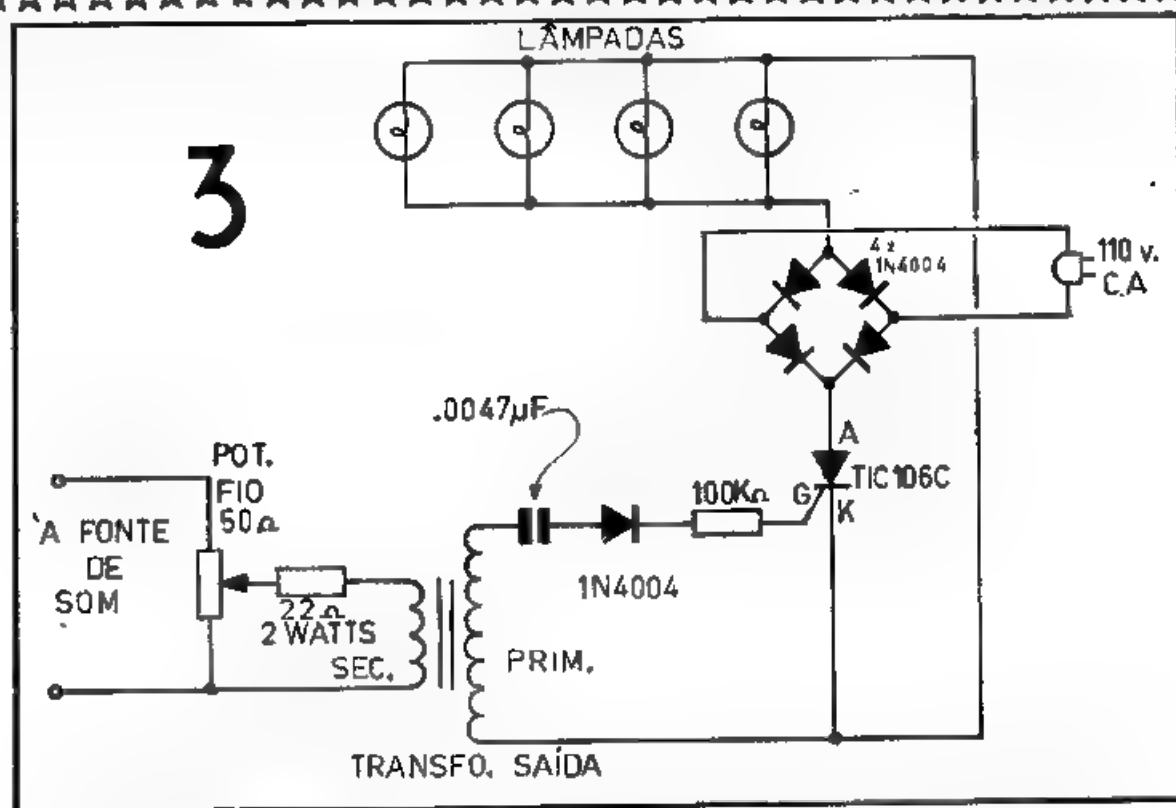 LÂMPADAS
3
4 x
1N4004
110 v.
C.A
.0047µF
POT.
FIO
50Ω
'A FONTE
DE
SOM
22Ω
2 WATTS
SEC.
PRIM.
TRANSFO. SAÍDA
1N4004
100KΩ
A
G
K
TIC106C